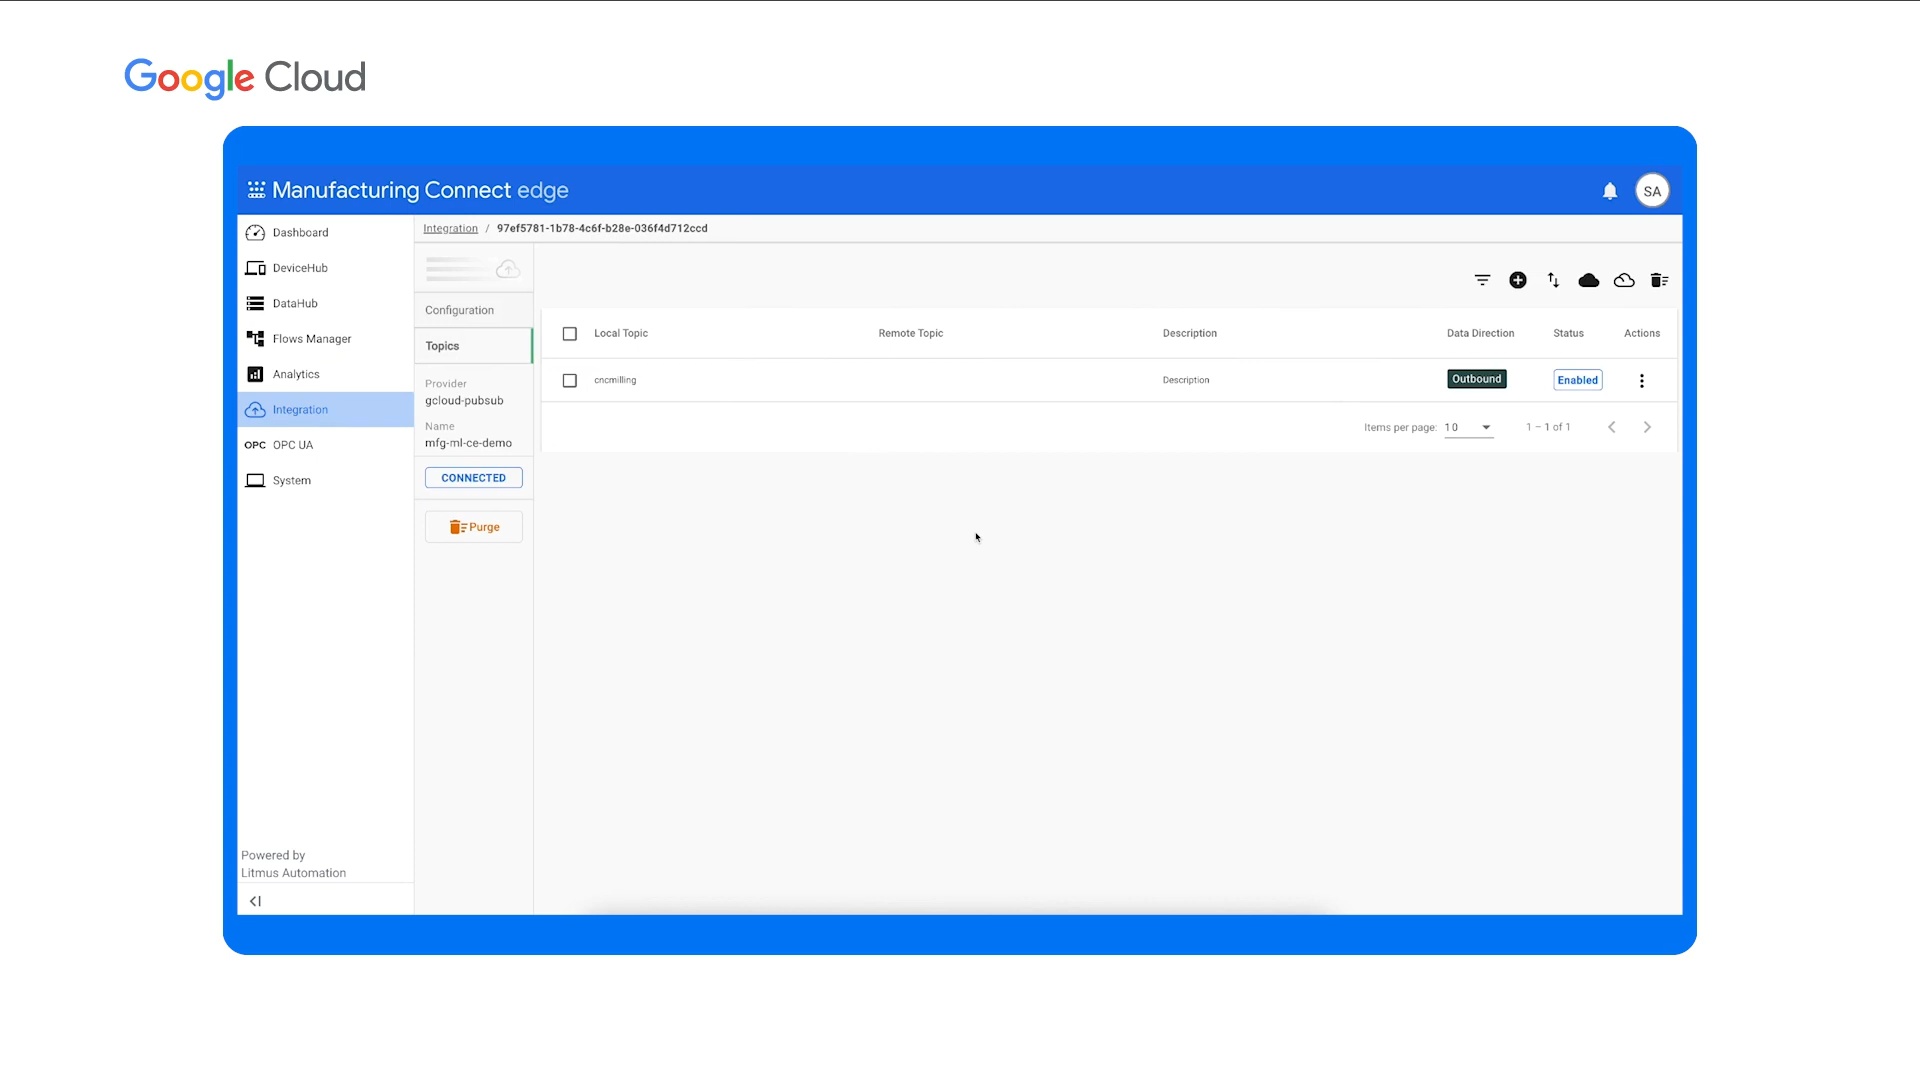 Google Cloud
Manufacturing Connect edge
SA
Dashboard
DeviceHub
DataHub
Flows Manager
Analytics
Integration
OPC OPC UA
System
Powered by
Litmus Automation
Integration / 97ef5781-1b78-4c6f-b28e-036f4d712ccd
Configuration
Topics
Provider
gcloud-pubsub
Name
mfg-ml-ce-demo
CONNECTED
Purge
Local Topic Remote Topic Description Data Direction Status Actions
cncmilling Description Outbound Enabled
Items per page: 10 1 – 1 of 1